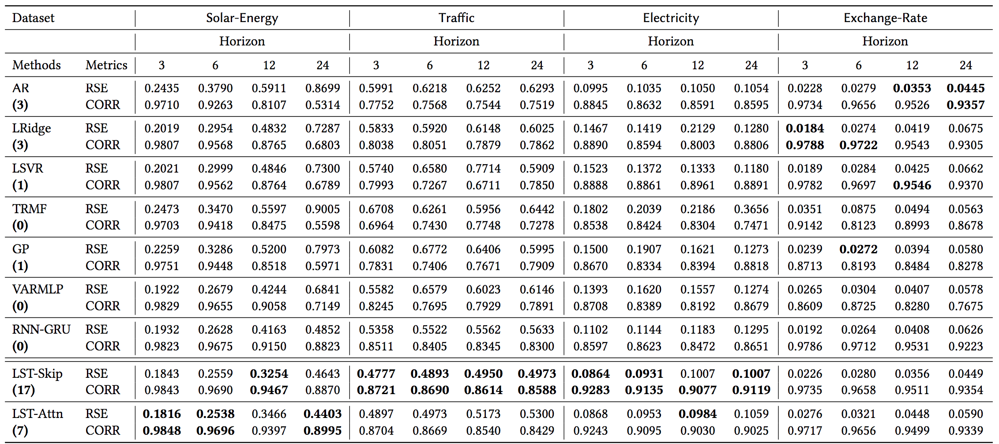 Dataset Solar-Energy Traffic Electricity Exchange-Rate
Horizon Horizon Horizon Horizon
Methods Metrics 3 6 12 24 3 6 12 24 3 6 12 24 3 6 12 24
AR RSE 0.2435 0.3790 0.5911 0.8699 0.5991 0.6218 0.6252 0.6293 0.0995 0.1035 0.1050 0.1054 0.0228 0.0279 0.0353 0.0445
(3) CORR 0.9710 0.9263 0.8107 0.5314 0.7752 0.7568 0.7544 0.7519 0.8845 0.8632 0.8591 0.8595 0.9734 0.9656 0.9526 0.9357
LRidge RSE 0.2019 0.2954 0.4832 0.7287 0.5833 0.5920 0.6148 0.6025 0.1467 0.1419 0.2129 0.1280 0.0184 0.0274 0.0419 0.0675
(3) CORR 0.9807 0.9568 0.8765 0.6803 0.8038 0.8051 0.7879 0.7862 0.8890 0.8594 0.8003 0.8806 0.9788 0.9722 0.9543 0.9305
LSVR RSE 0.2021 0.2999 0.4846 0.7300 0.5740 0.6580 0.7714 0.5909 0.1523 0.1372 0.1333 0.1180 0.0189 0.0284 0.0425 0.0662
(1) CORR 0.9807 0.9562 0.8764 0.6789 0.7993 0.7267 0.6711 0.7850 0.8888 0.8861 0.8961 0.8891 0.9782 0.9697 0.9546 0.9370
TRMF RSE 0.2473 0.3470 0.5597 0.9005 0.6708 0.6261 0.5956 0.6442 0.1802 0.2039 0.2186 0.3656 0.0351 0.0875 0.0494 0.0563
(0) CORR 0.9703 0.9418 0.8475 0.5598 0.6964 0.7430 0.7748 0.7278 0.8538 0.8424 0.8304 0.7471 0.9142 0.8123 0.8993 0.8678
GP RSE 0.2259 0.3286 0.5200 0.7973 0.6082 0.6772 0.6406 0.5995 0.1500 0.1907 0.1621 0.1273 0.0239 0.0272 0.0394 0.0580
(1) CORR 0.9751 0.9448 0.8518 0.5971 0.7831 0.7406 0.7671 0.7909 0.8670 0.8334 0.8394 0.8818 0.8713 0.8193 0.8484 0.8278
VARMLP RSE 0.1922 0.2679 0.4244 0.6841 0.5582 0.6579 0.6023 0.6146 0.1393 0.1620 0.1557 0.1274 0.0265 0.0304 0.0407 0.0578
(0) CORR 0.9829 0.9655 0.9058 0.7149 0.8245 0.7695 0.7929 0.7891 0.8708 0.8389 0.8192 0.8679 0.8609 0.8725 0.8280 0.7675
RNN-GRU RSE 0.1932 0.2628 0.4163 0.4852 0.5358 0.5522 0.5562 0.5633 0.1102 0.1144 0.1183 0.1295 0.0192 0.0264 0.0408 0.0626
(0) CORR 0.9823 0.9675 0.9150 0.8823 0.8511 0.8405 0.8345 0.8300 0.8597 0.8623 0.8472 0.8651 0.9786 0.9712 0.9531 0.9223
LST-Skip RSE 0.1843 0.2559 0.3254 0.4643 0.4777 0.4893 0.4950 0.4973 0.0864 0.0931 0.1007 0.1007 0.0226 0.0280 0.0356 0.0449
(17) CORR 0.9843 0.9690 0.9467 0.8870 0.8721 0.8690 0.8614 0.8588 0.9283 0.9135 0.9077 0.9119 0.9735 0.9658 0.9511 0.9354
LST-Attn RSE 0.1816 0.2538 0.3466 0.4403 0.4897 0.4973 0.5173 0.5300 0.0868 0.0953 0.0984 0.1059 0.0276 0.0321 0.0448 0.0590
(7) CORR 0.9848 0.9696 0.9397 0.8995 0.8704 0.8669 0.8540 0.8429 0.9243 0.9095 0.9030 0.9025 0.9717 0.9656 0.9499 0.9339